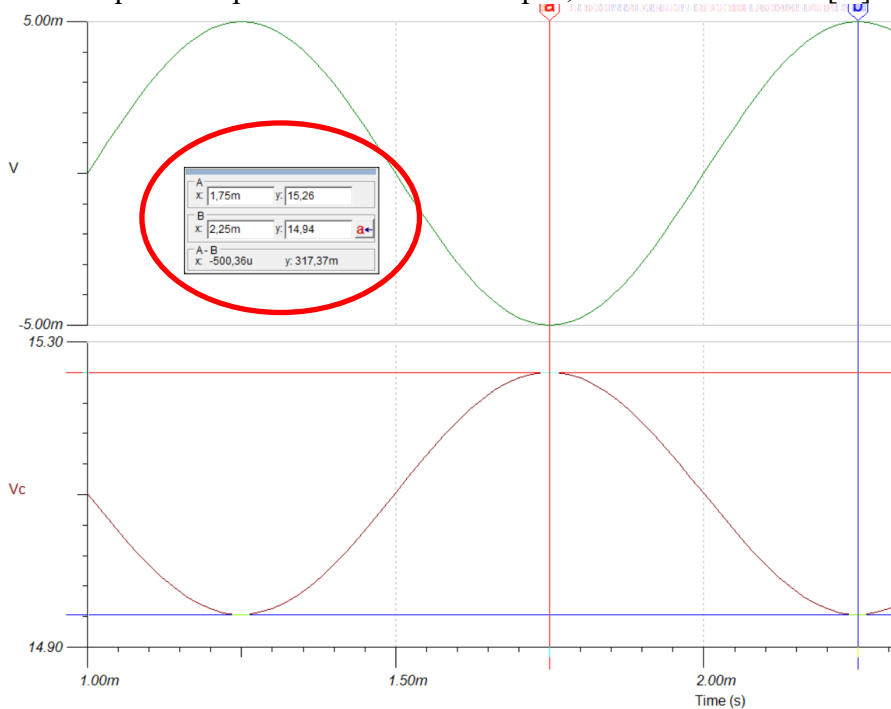 5.00m
a
b
V
A
x: 1,75m y: 15,26
B
x: 2,25m y: 14,94 a←
A - B
x: -500,36u y: 317,37m
-5.00m
15.30
Vc
14.90
1.00m 1.50m 2.00m
Time (s)